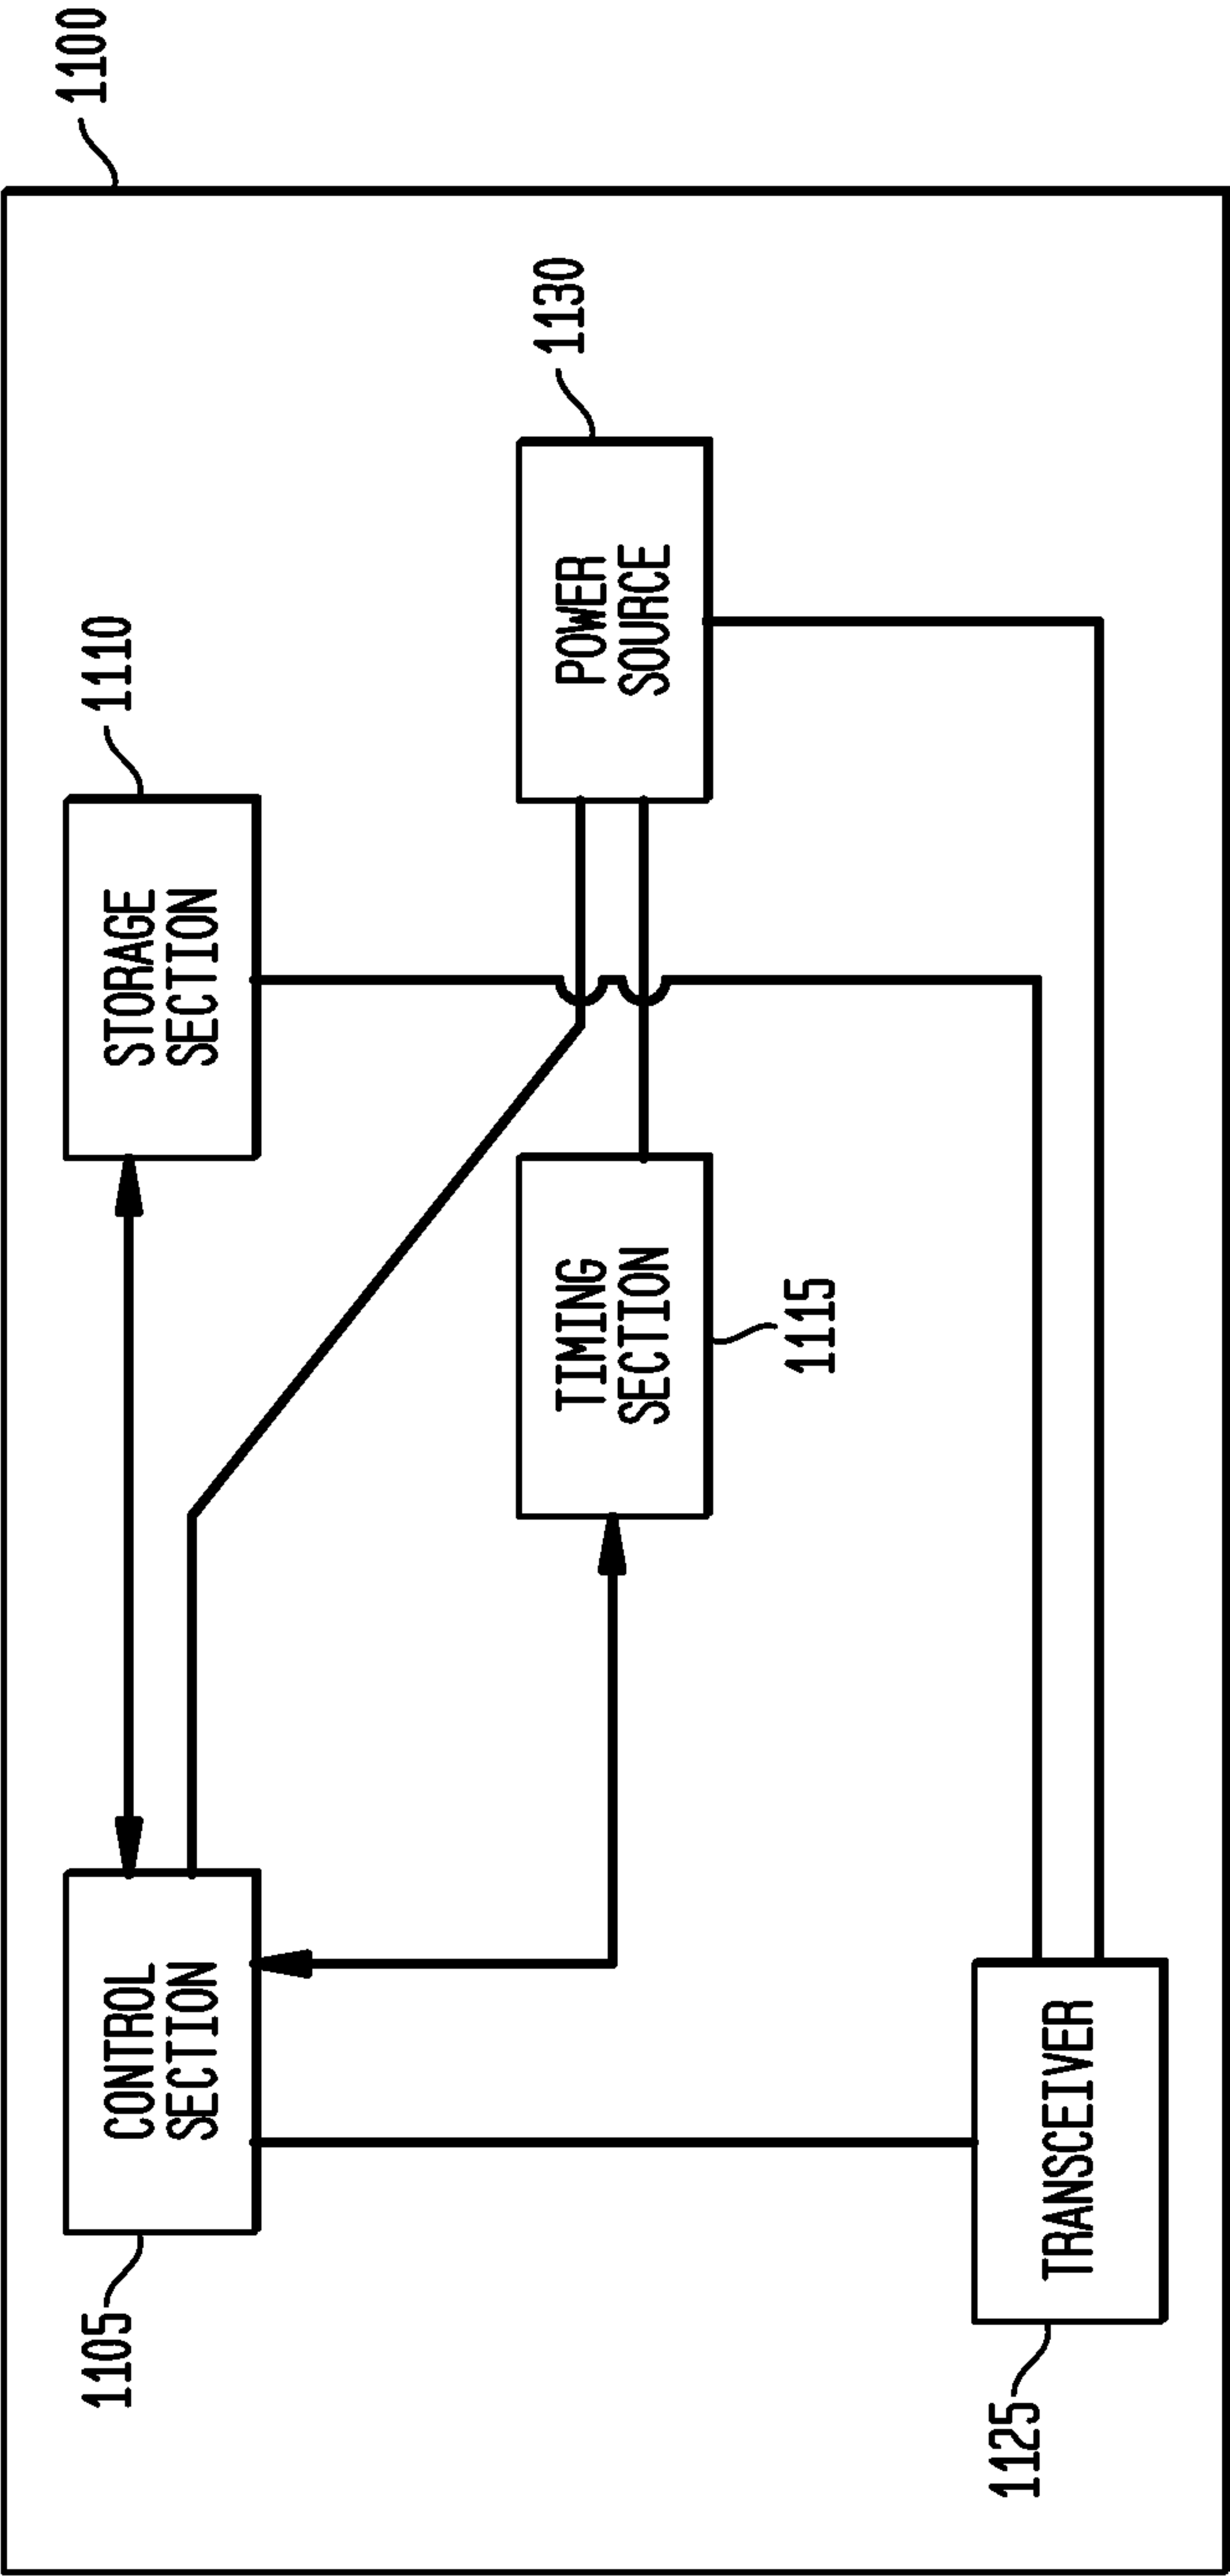 1100
1105
CONTROL
SECTION
STORAGE
SECTION
1110
TIMING
SECTION
1115
POWER
SOURCE
1130
TRANSCEIVER
1125